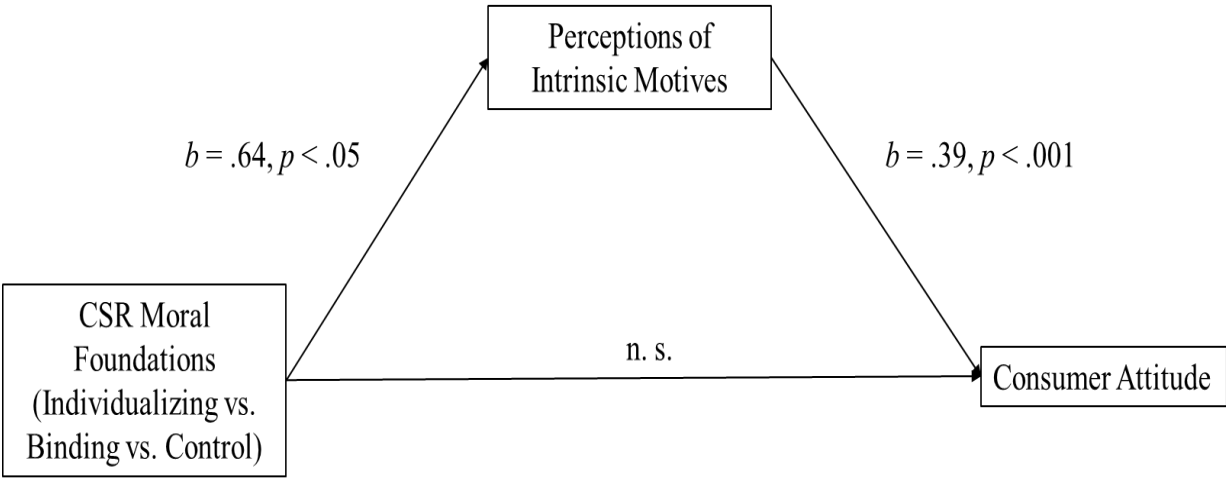 Perceptions of
Intrinsic Motives
b = .64, p < .05
b = .39, p < .001
CSR Moral
Foundations
(Individualizing vs.
Binding vs. Control)
n. s.
Consumer Attitude